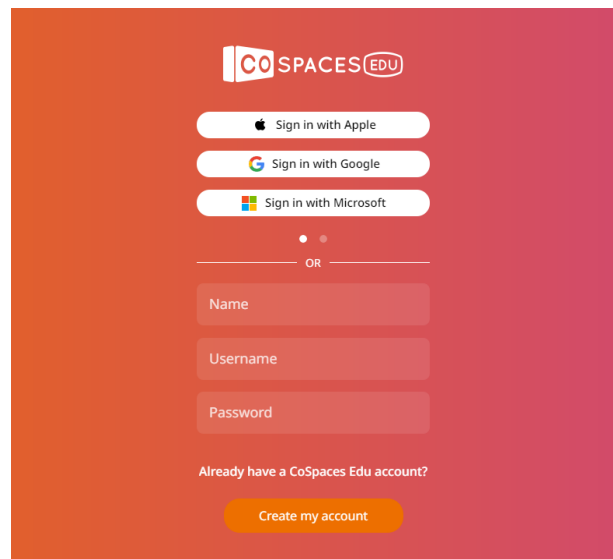 CO SPACES EDU
Sign in with Apple
Sign in with Google
Sign in with Microsoft
OR
Name
Username
Password
Already have a CoSpaces Edu account?
Create my account